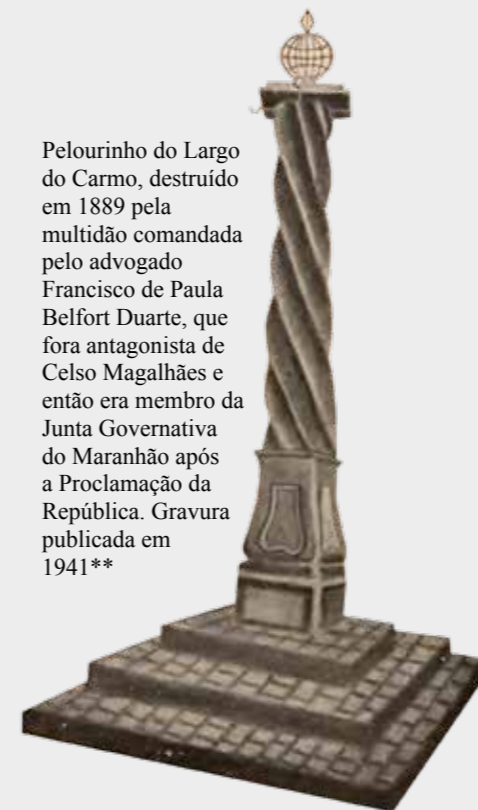 Pelourinho do Largo
do Carmo, destruído
em 1889 pela
multidão comandada
pelo advogado
Francisco de Paula
Belfort Duarte, que
fora antagonista de
Celso Magalhães e
então era membro da
Junta Governativa
do Maranhão após
a Proclamação da
República. Gravura
publicada em
1941**